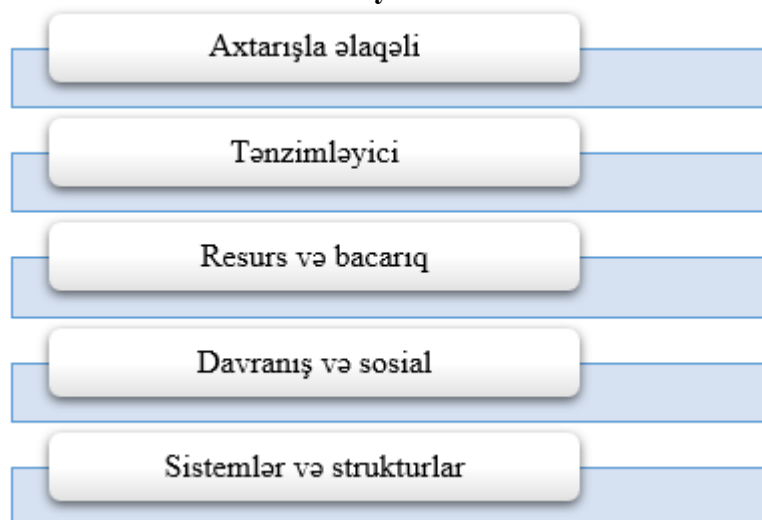 Axtarışla əlaqəli
Tənzimləyici
Resurs və bacarıq
Davranış və sosial
Sistemlər və strukturlar